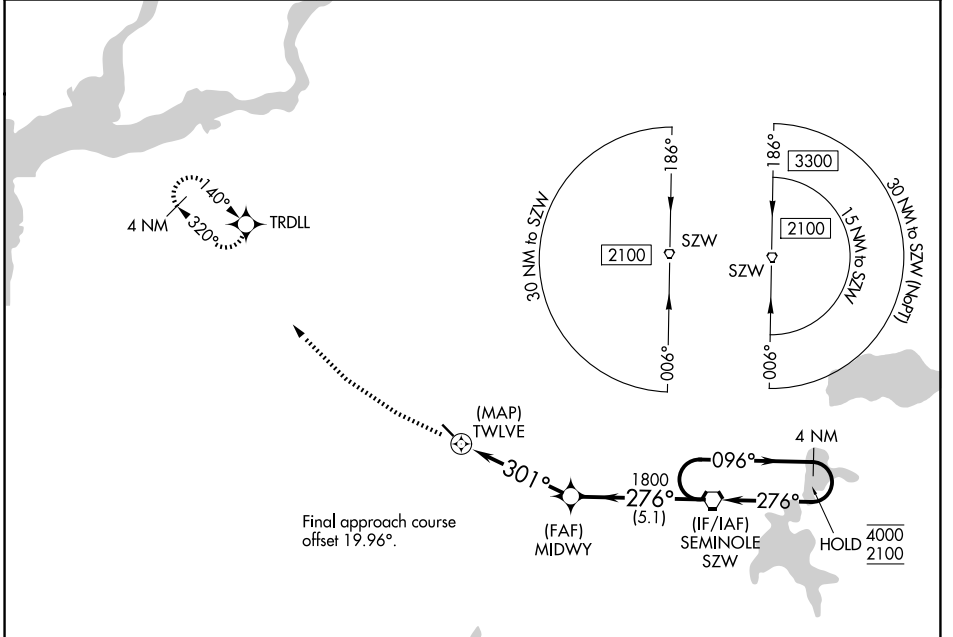 140°
320°
4 NM
TRDLL
30 NM to SZW
186°
2100
SZW
006°
186°
3300
2100
SZW
15 NM to SZW
30 NM to SZW (NoPT)
006°
(MAP)
TWLVE
301°
(FAF)
MIDWY
1800
276°
(5.1)
096°
4 NM
276°
(IF/IAF)
SEMINOLE
SZW
HOLD
4000
2100
Final approach course
offset 19.96°.